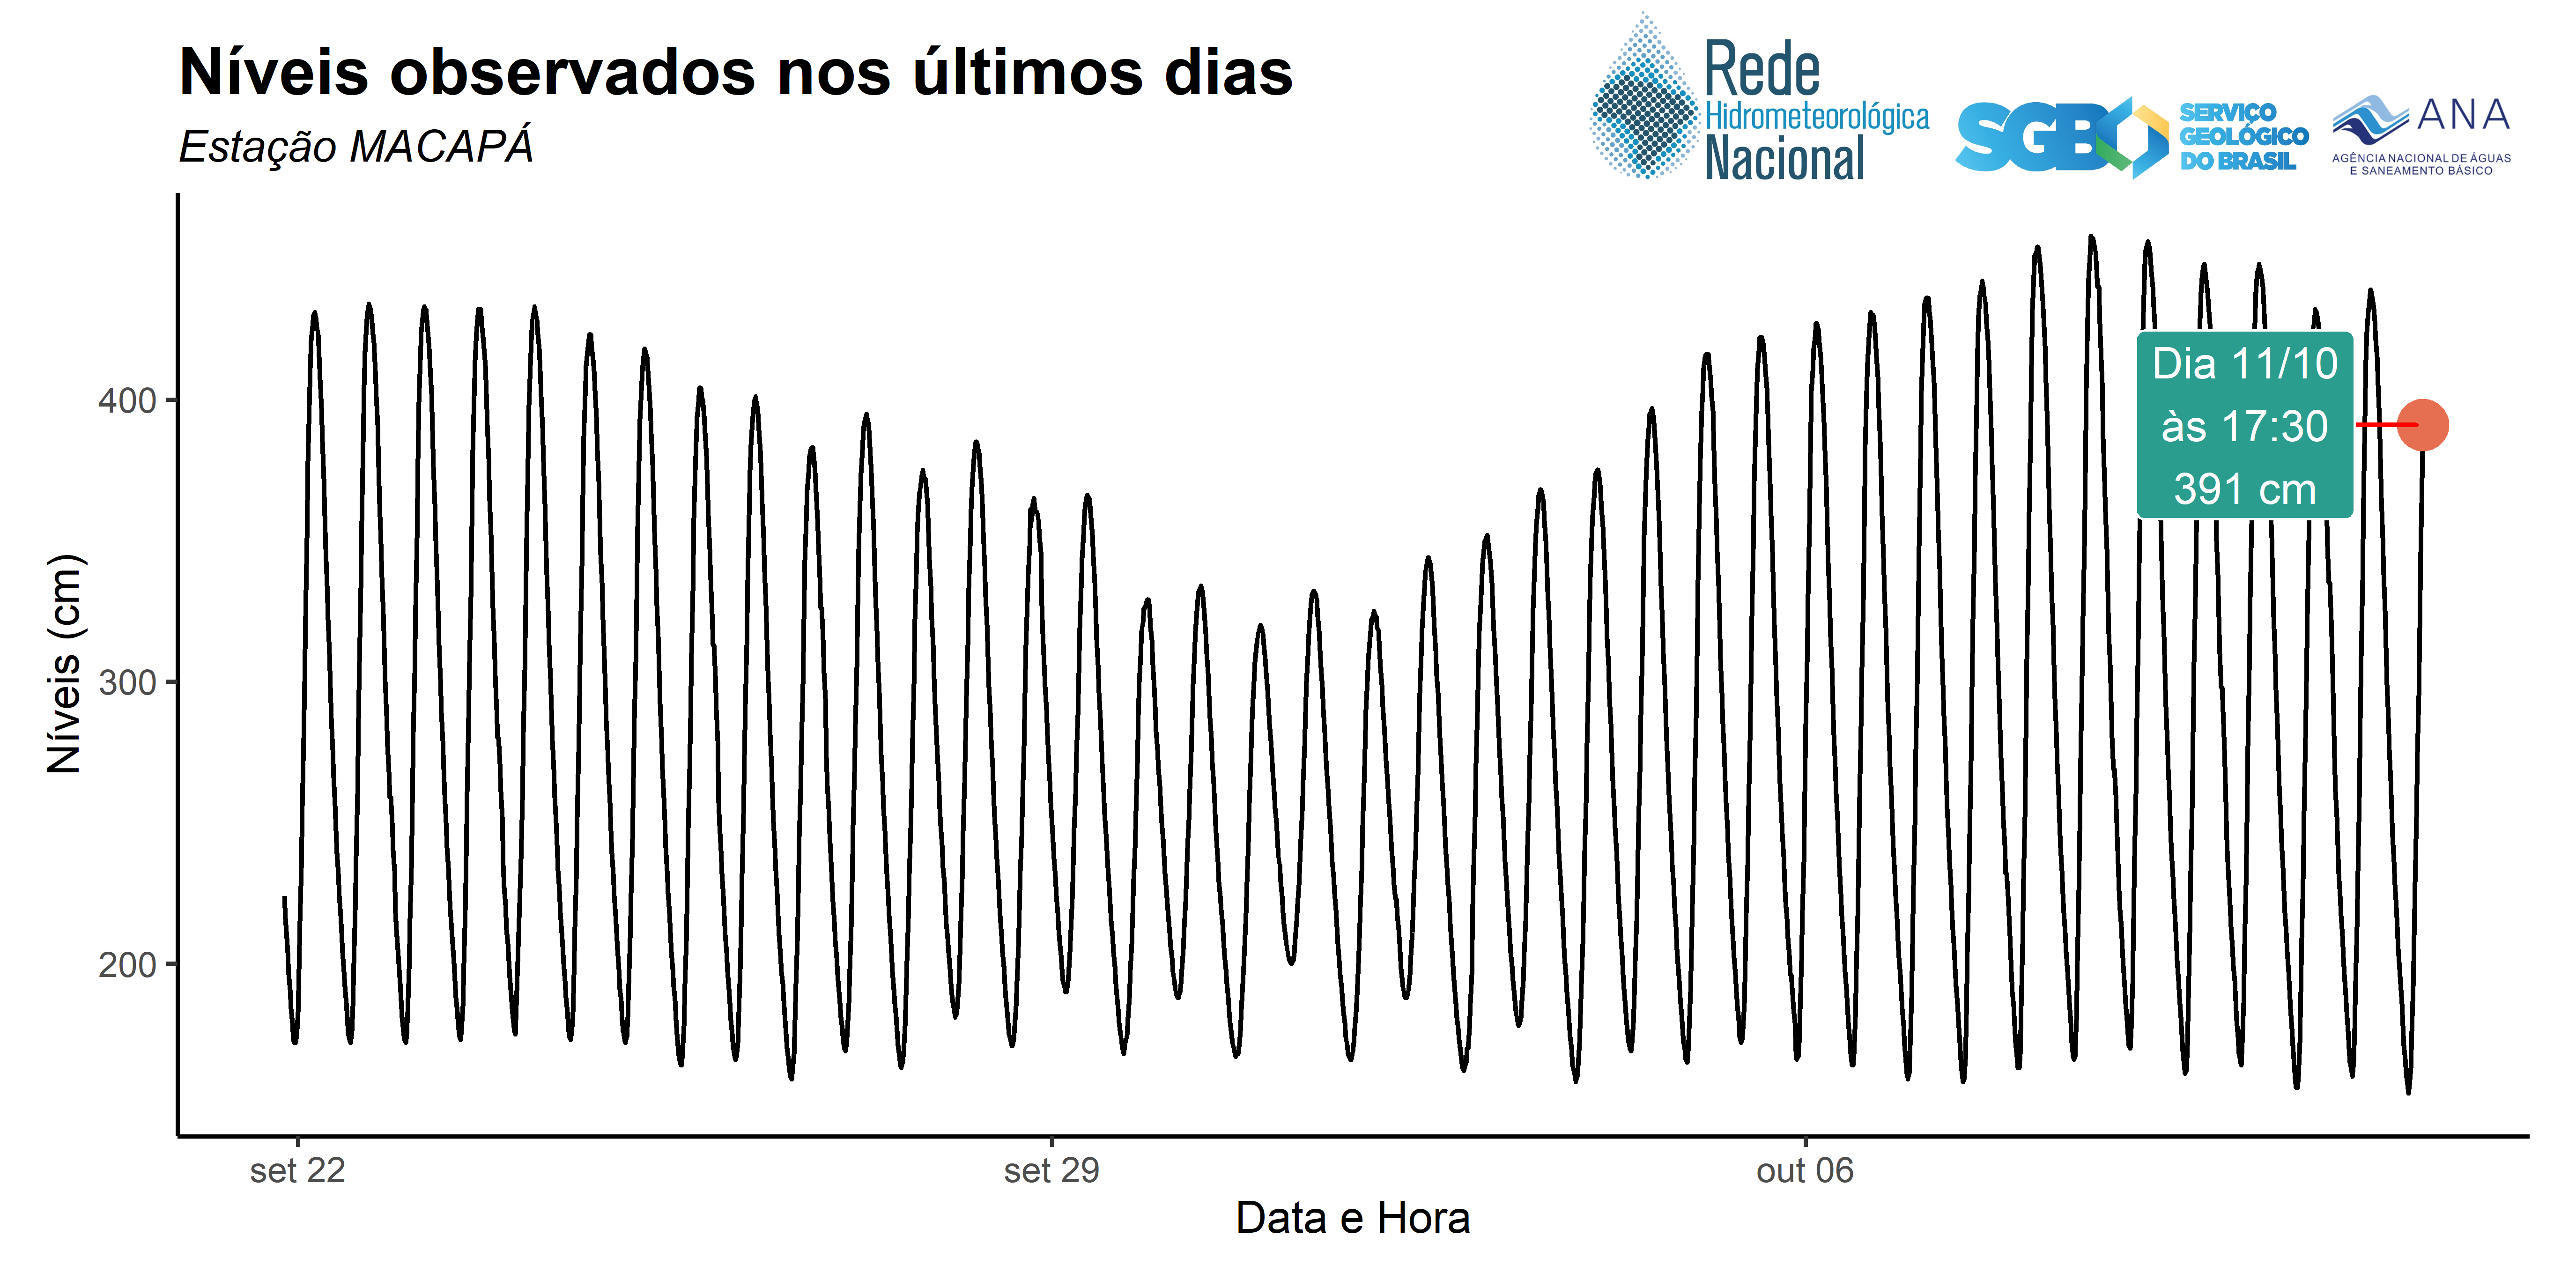 Níveis observados nos últimos dias
Estação MACAPÁ
Rede
Hidrometeorológica
Nacional
SGB
SERVIÇO
GEOLÓGICO
DO BRASIL
ANA
AGÊNCIA NACIONAL DE ÁGUAS
E SANEAMENTO BÁSICO
Níveis (cm)
400
300
200
Dia 11/10
às 17:30
391 cm
set 22
set 29
out 06
Data e Hora